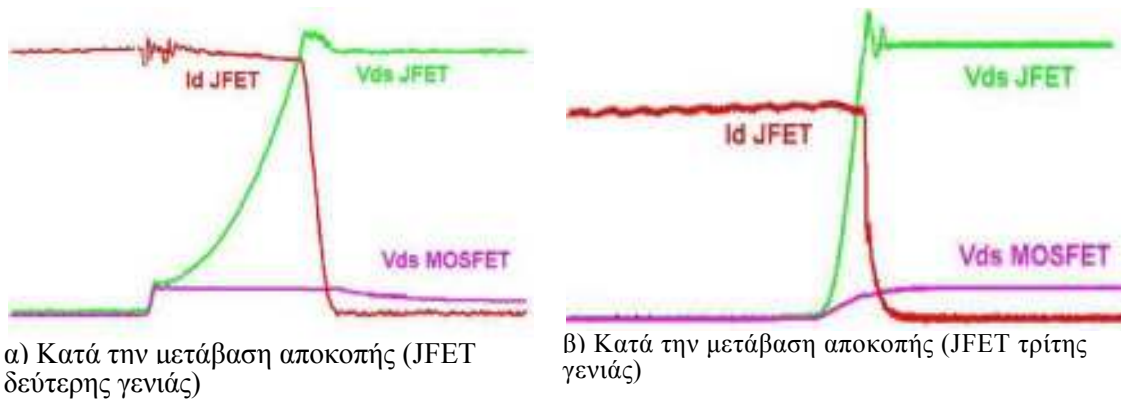 Id JFET
Vds JFET
Vds MOSFET
α) Κατά την μετάβαση αποκοπής (JFET
δεύτερης γενιάς)
Vds JFET
Id JFET
Vds MOSFET
β) Κατά την μετάβαση αποκοπής (JFET τρίτης
γενιάς)